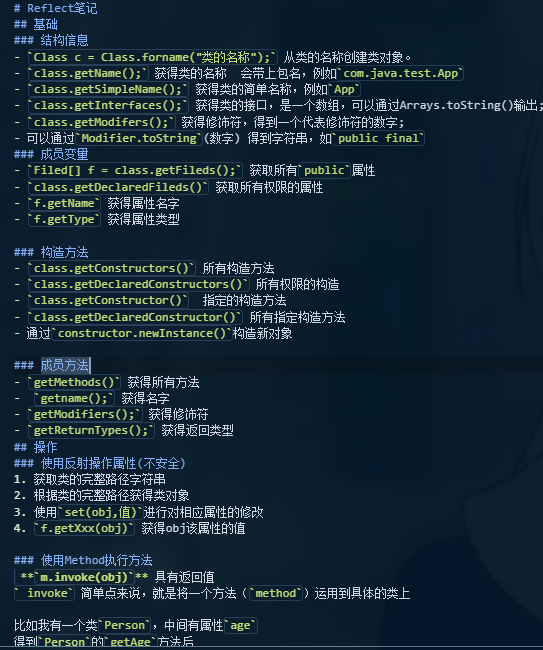 # Reflect笔记
## 基础
### 结构信息
- `Class c = Class.forname("类的名称");` 从类的名称创建类对象。
- `class.getName();` 获得类的名称  会带上包名，例如`com.java.test.App`
- `class.getSimpleName();` 获得类的简单名称，例如`App`
- `class.getInterfaces();` 获得类的接口，是一个数组，可以通过Arrays.toString()输出;
- `class.getModifers();` 获得修饰符，得到一个代表修饰符的数字；
- 可以通过`Modifier.toString`(数字) 得到字符串，如`public final`
### 成员变量
- `Filed[] f = class.getFileds();` 获取所有`public`属性
- `class.getDeclaredFileds()` 获取所有权限的属性
- `f.getName` 获得属性名字
- `f.getType` 获得属性类型
### 构造方法
- `class.getConstructors()` 所有构造方法
- `class.getDeclaredConstructors()` 所有权限的构造
- `class.getConstructor()`  指定的构造方法
- `class.getDeclaredConstructor()` 所有指定构造方法
- 通过`constructor.newInstance()`构造新对象
### 成员方法
- `getMethods()` 获得所有方法
-  `getname();` 获得名字
- `getModifiers();` 获得修饰符
- `getReturnTypes();` 获得返回类型
## 操作
### 使用反射操作属性(不安全)
1. 获取类的完整路径字符串
2. 根据类的完整路径获得类对象
3. 使用`set(obj,值)`进行对相应属性的修改
4. `f.getXxx(obj)` 获得obj该属性的值
### 使用Method执行方法
**`m.invoke(obj)`** 具有返回值
` invoke` 简单点来说，就是将一个方法（`method`）运用到具体的类上
比如我有一个类`Person`，中间有属性`age`
得到`Person`的`getAge`方法后